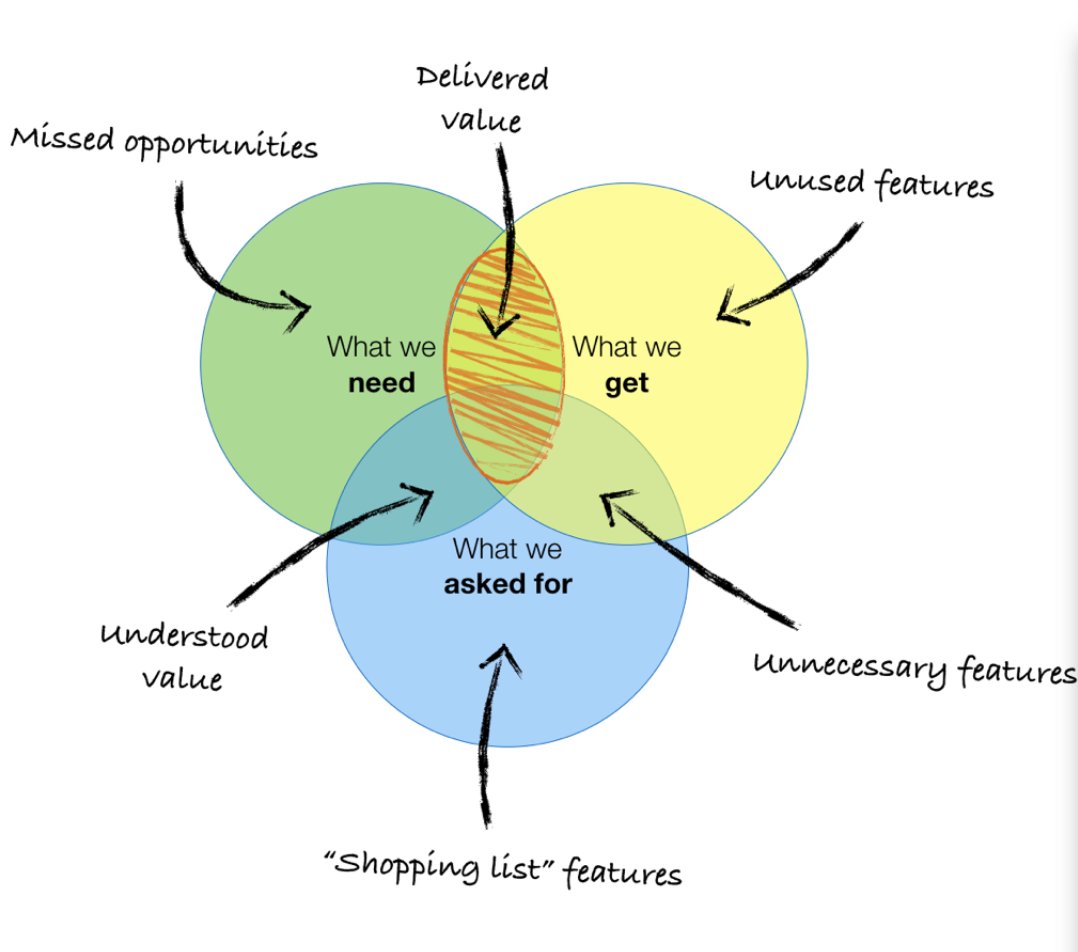 Delivered
value
Missed opportunities
Unused features
What we
need
What we
get
What we
asked for
Understood
value
Unnecessary features
“Shopping list” features